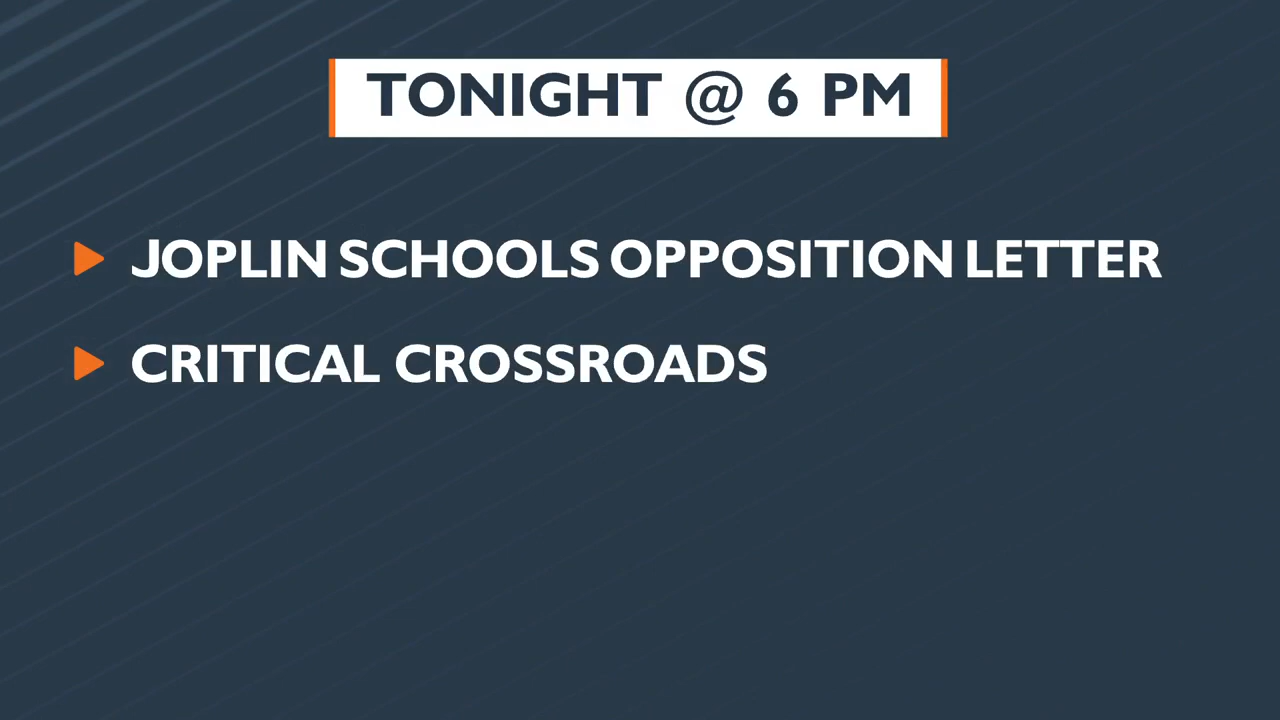 TONIGHT @ 6 PM
JOPLIN SCHOOLS OPPOSITION LETTER
CRITICAL CROSSROADS